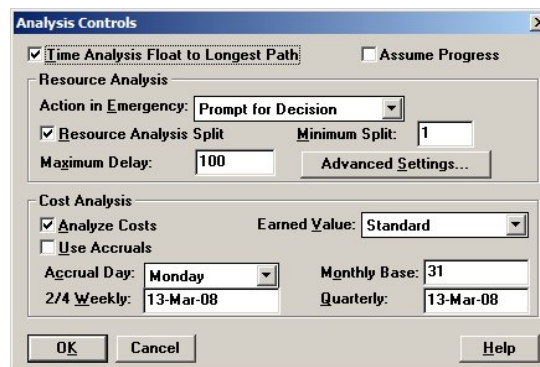 Analysis Controls
Time Analysis Float to Longest Path Assume Progress
Resource Analysis
Action in Emergency: Prompt for Decision
Resource Analysis Split Minimum Split: 1
Maximum Delay: 100 Advanced Settings...
Cost Analysis
Analyze Costs Earned Value: Standard
Use Accruals
Accrual Day: Monday Monthly Base: 31
2/4 Weekly: 13-Mar-08 Quarterly: 13-Mar-08
OK Cancel Help